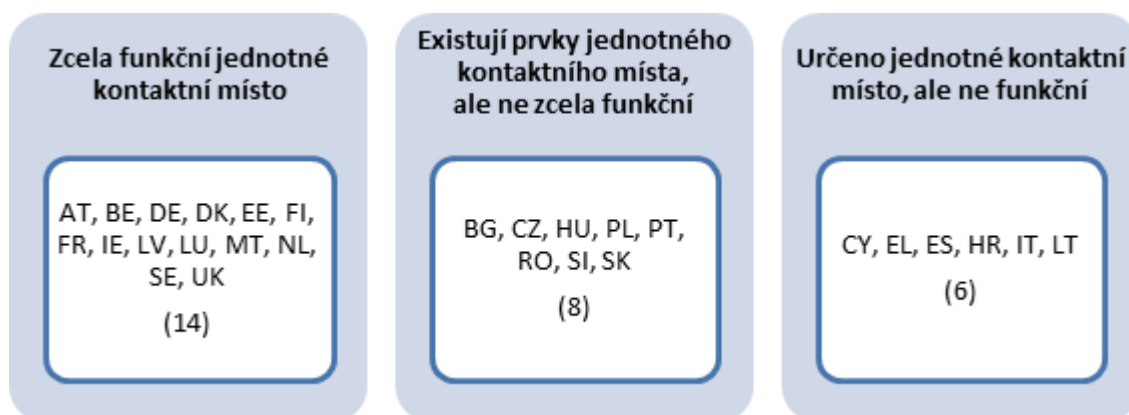 Zcela funkční jednotné
kontaktní místo
AT, BE, DE, DK, EE, FI,
FR, IE, LV, LU, MT, NL,
SE, UK
(14)
Existují prvky jednotného
kontaktního místa,
ale ne zcela funkční
BG, CZ, HU, PL, PT,
RO, SI, SK
(8)
Určeno jednotné kontaktní
místo, ale ne funkční
CY, EL, ES, HR, IT, LT
(6)